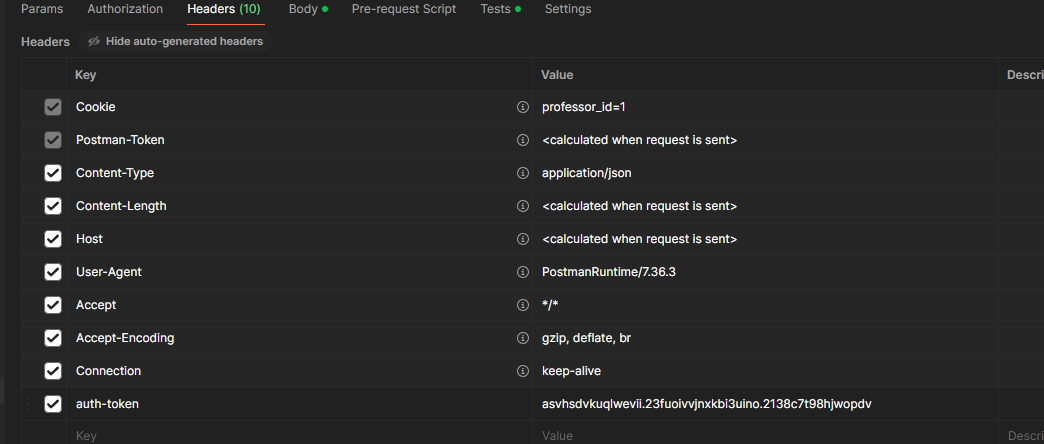 Params Authorization Headers (10) Body Pre-request Script Tests Settings
Headers Hide auto-generated headers
Key Value Descri
Cookie professor_id=1
Postman-Token <calculated when request is sent>
Content-Type application/json
Content-Length <calculated when request is sent>
Host <calculated when request is sent>
User-Agent PostmanRuntime/7.36.3
Accept */*
Accept-Encoding gzip, deflate, br
Connection keep-alive
auth-token asvhsdvkuqlwevii.23fuoivvjnxkbi3uino.2138c7t98hjwopdv
Key Value Descri